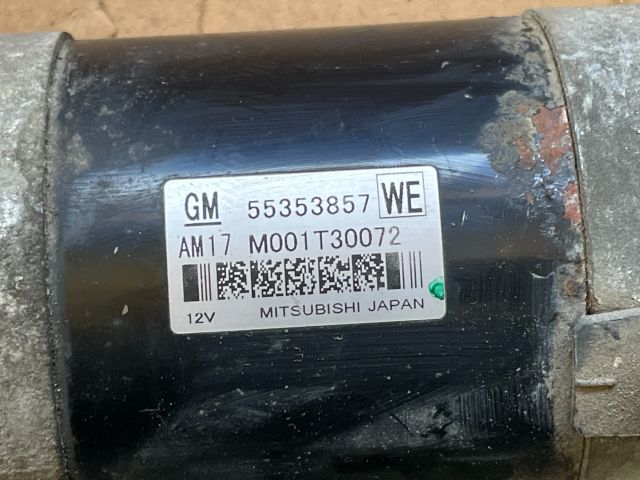 GM 55353857 WE
AM17 M001T30072
12V MITSUBISHI JAPAN